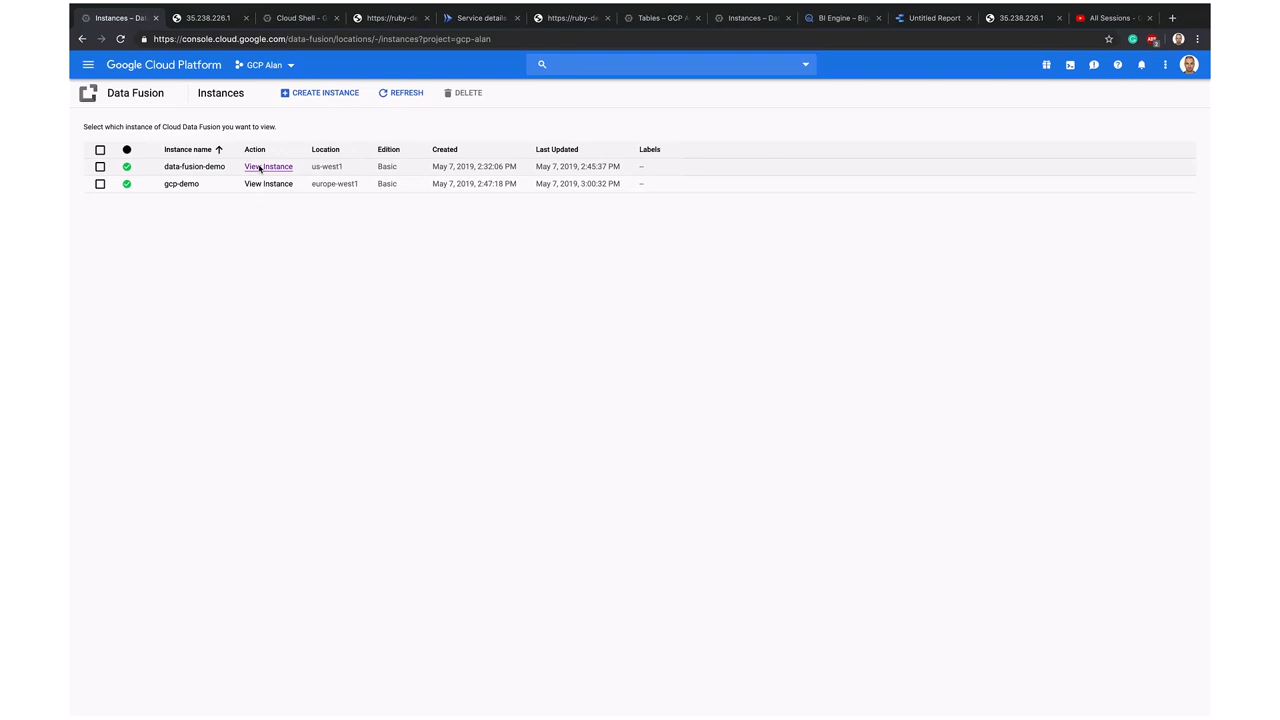 Instances – Dat
35.238.226.1
Cloud Shell - G
https://ruby-de
Service details
https://ruby-de
Tables – GCP A
Instances – Dat
BI Engine – Big
Untitled Report
35.238.226.1
All Sessions -
https://console.cloud.google.com/data-fusion/locations/-/instances?project=gcp-alan
2
Google Cloud Platform
GCP Alan
Data Fusion
Instances
CREATE INSTANCE
REFRESH
DELETE
Select which instance of Cloud Data Fusion you want to view.
Instance name Action Location Edition Created Last Updated Labels
data-fusion-demo View Instance us-west1 Basic May 7, 2019, 2:32:06 PM May 7, 2019, 2:45:37 PM –
gcp-demo View Instance europe-west1 Basic May 7, 2019, 2:47:18 PM May 7, 2019, 3:00:32 PM –